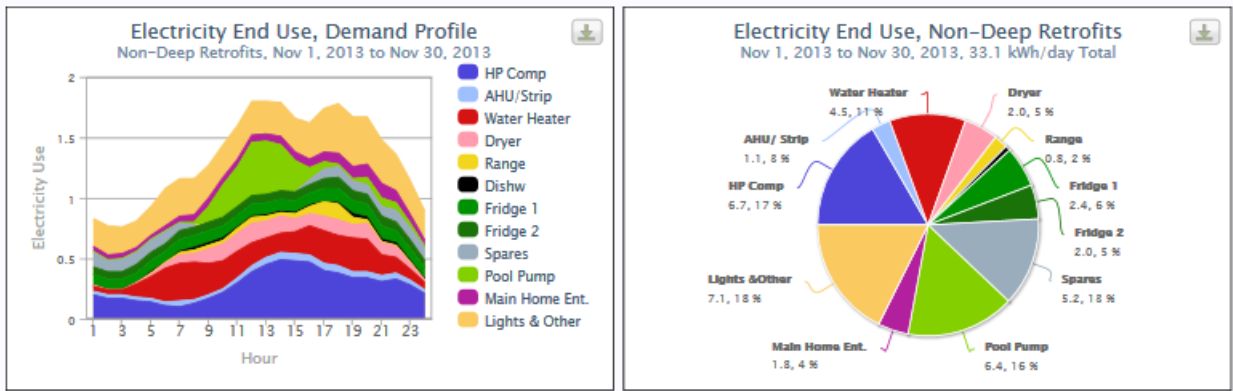 Electricity End Use, Demand Profile
Non-Deep Retrofits, Nov 1, 2013 to Nov 30, 2013
2
1.5
1
0.5
0
Electricity Use
1 3 5 7 9 11 13 15 17 19 21 23
Hour
HP Comp
AHU/Strip
Water Heater
Dryer
Range
Dishw
Fridge 1
Fridge 2
Spares
Pool Pump
Main Home Ent.
Lights & Other
Electricity End Use, Non-Deep Retrofits
Nov 1, 2013 to Nov 30, 2013, 33.1 kWh/day Total
Water Heater
4.5, 11 %
Dryer
2.0, 5 %
AHU/ Strip
1.1, 8 %
Range
0.8, 2 %
HP Comp
6.7, 17 %
Fridge 1
2.4, 6 %
Fridge 2
2.0, 5 %
Lights &Other
7.1, 18 %
Spares
5.2, 18 %
Main Home Ent.
1.8, 4 %
Pool Pump
6.4, 16 %